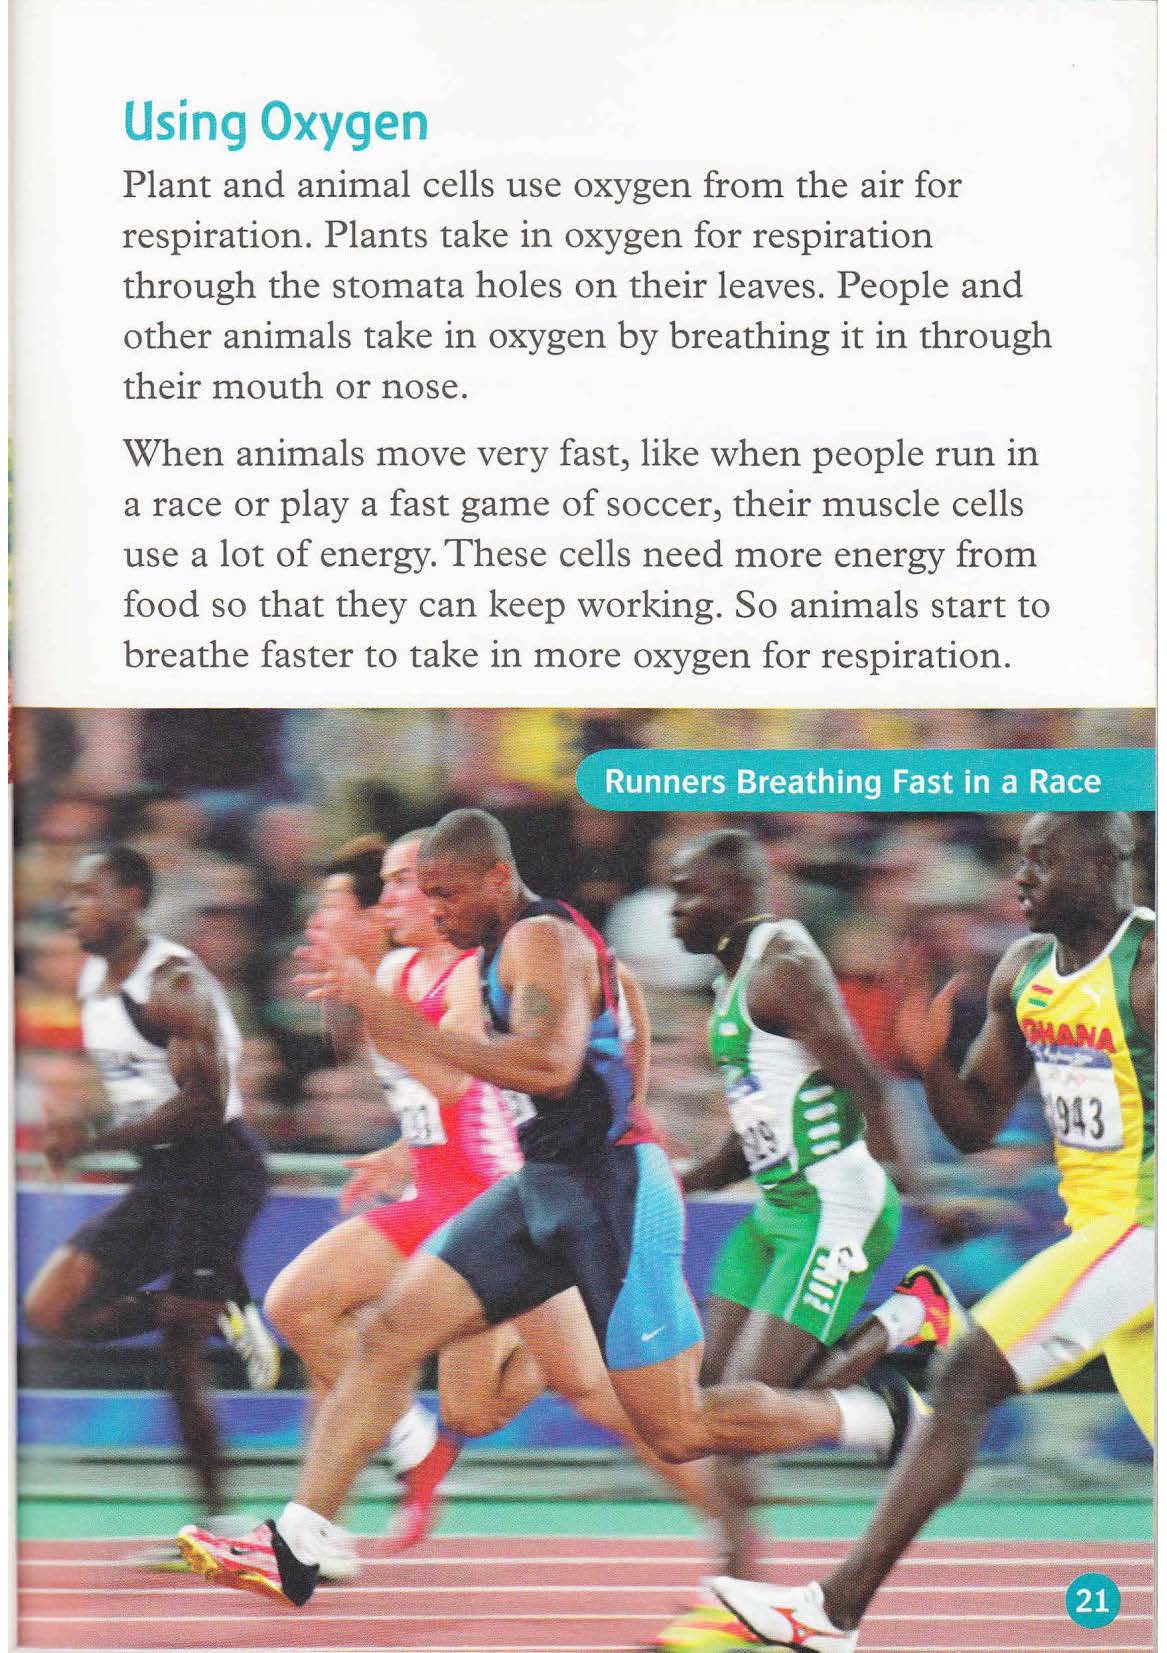 Using Oxygen
Plant and animal cells use oxygen from the air for
respiration. Plants take in oxygen for respiration
through the stomata holes on their leaves. People and
other animals take in oxygen by breathing it in through
their mouth or nose.
When animals move very fast, like when people run in
a race or play a fast game of soccer, their muscle cells
use a lot of energy. These cells need more energy from
food so that they can keep working. So animals start to
breathe faster to take in more oxygen for respiration.
Runners Breathing Fast in a Race
GHANA
1943
21